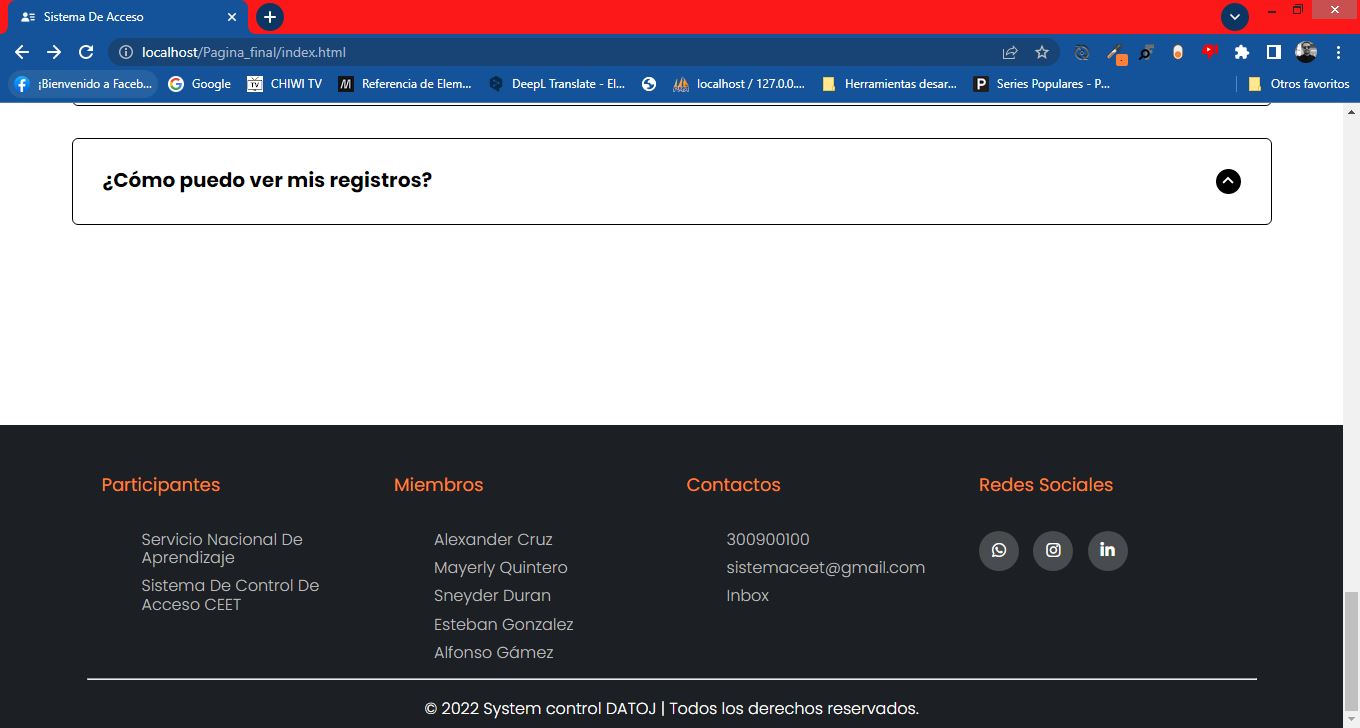 Sistema De Acceso
localhost/Pagina_final/index.html
¡Bienvenido a Faceb...
Google
CHIWI TV
Referencia de Elem...
DeepL Translate - El...
localhost / 127.0.0....
Herramientas desar...
Series Populares - P...
Otros favoritos
¿Cómo puedo ver mis registros?
Participantes
Servicio Nacional De
Aprendizaje
Sistema De Control De
Acceso CEET
Miembros
Alexander Cruz
Mayerly Quintero
Sneyder Duran
Esteban Gonzalez
Alfonso Gámez
Contactos
300900100
sistemaceet@gmail.com
Inbox
Redes Sociales
© 2022 System control DATOJ | Todos los derechos reservados.